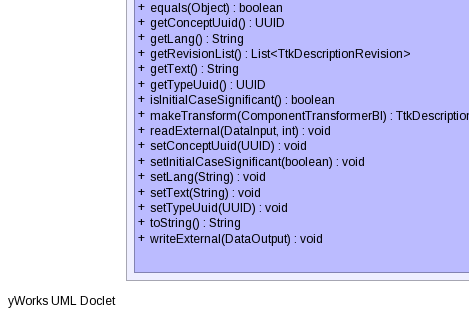 + equals(Object) : boolean
+ getConceptUuid() : UUID
+ getLang() : String
+ getRevisionList() : List<TtkDescriptionRevision>
+ getText() : String
+ getTypeUuid() : UUID
+ isInitialCaseSignificant() : boolean
+ makeTransform(ComponentTransformerBI) : TtkDescription
+ readExternal(DataInput, int) : void
+ setConceptUuid(UUID) : void
+ setInitialCaseSignificant(boolean) : void
+ setLang(String) : void
+ setText(String) : void
+ setTypeUuid(UUID) : void
+ toString() : String
+ writeExternal(DataOutput) : void
yWorks UML Doclet